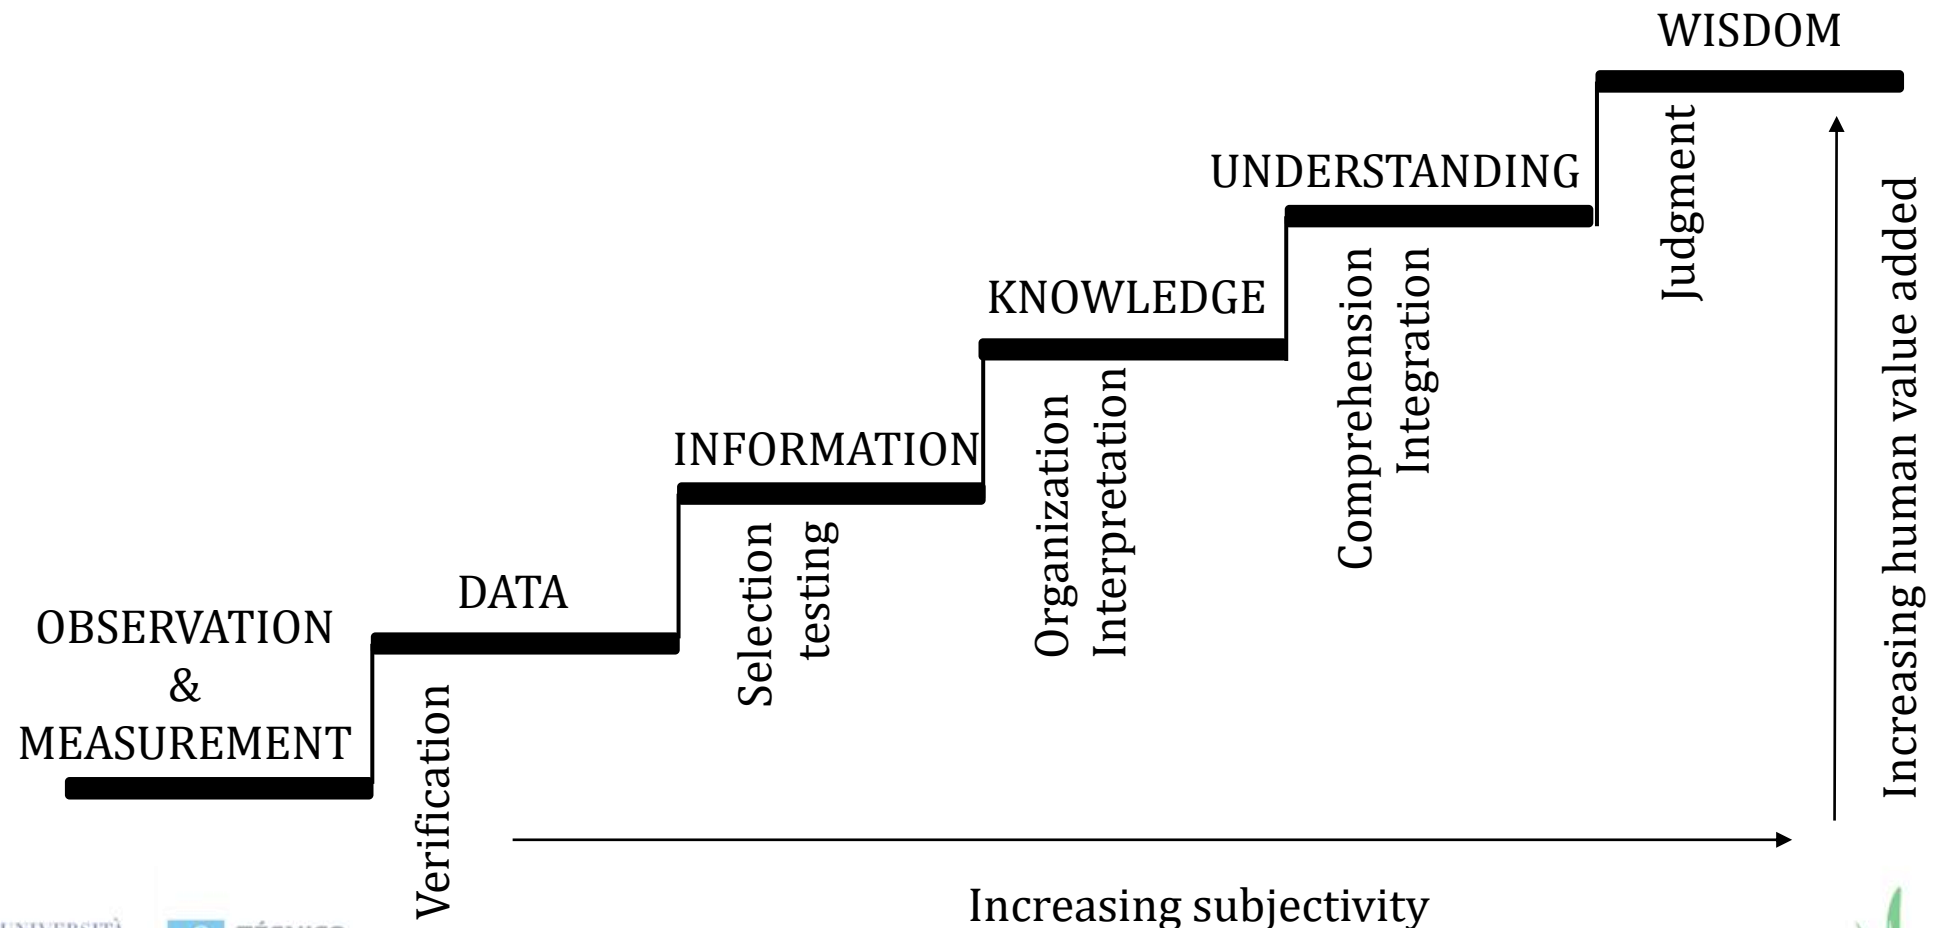 WISDOM
Judgment
UNDERSTANDING
Comprehension
Integration
KNOWLEDGE
Organization
Interpretation
INFORMATION
Selection
testing
DATA
Verification
OBSERVATION
&
MEASUREMENT
Increasing human value added
Increasing subjectivity